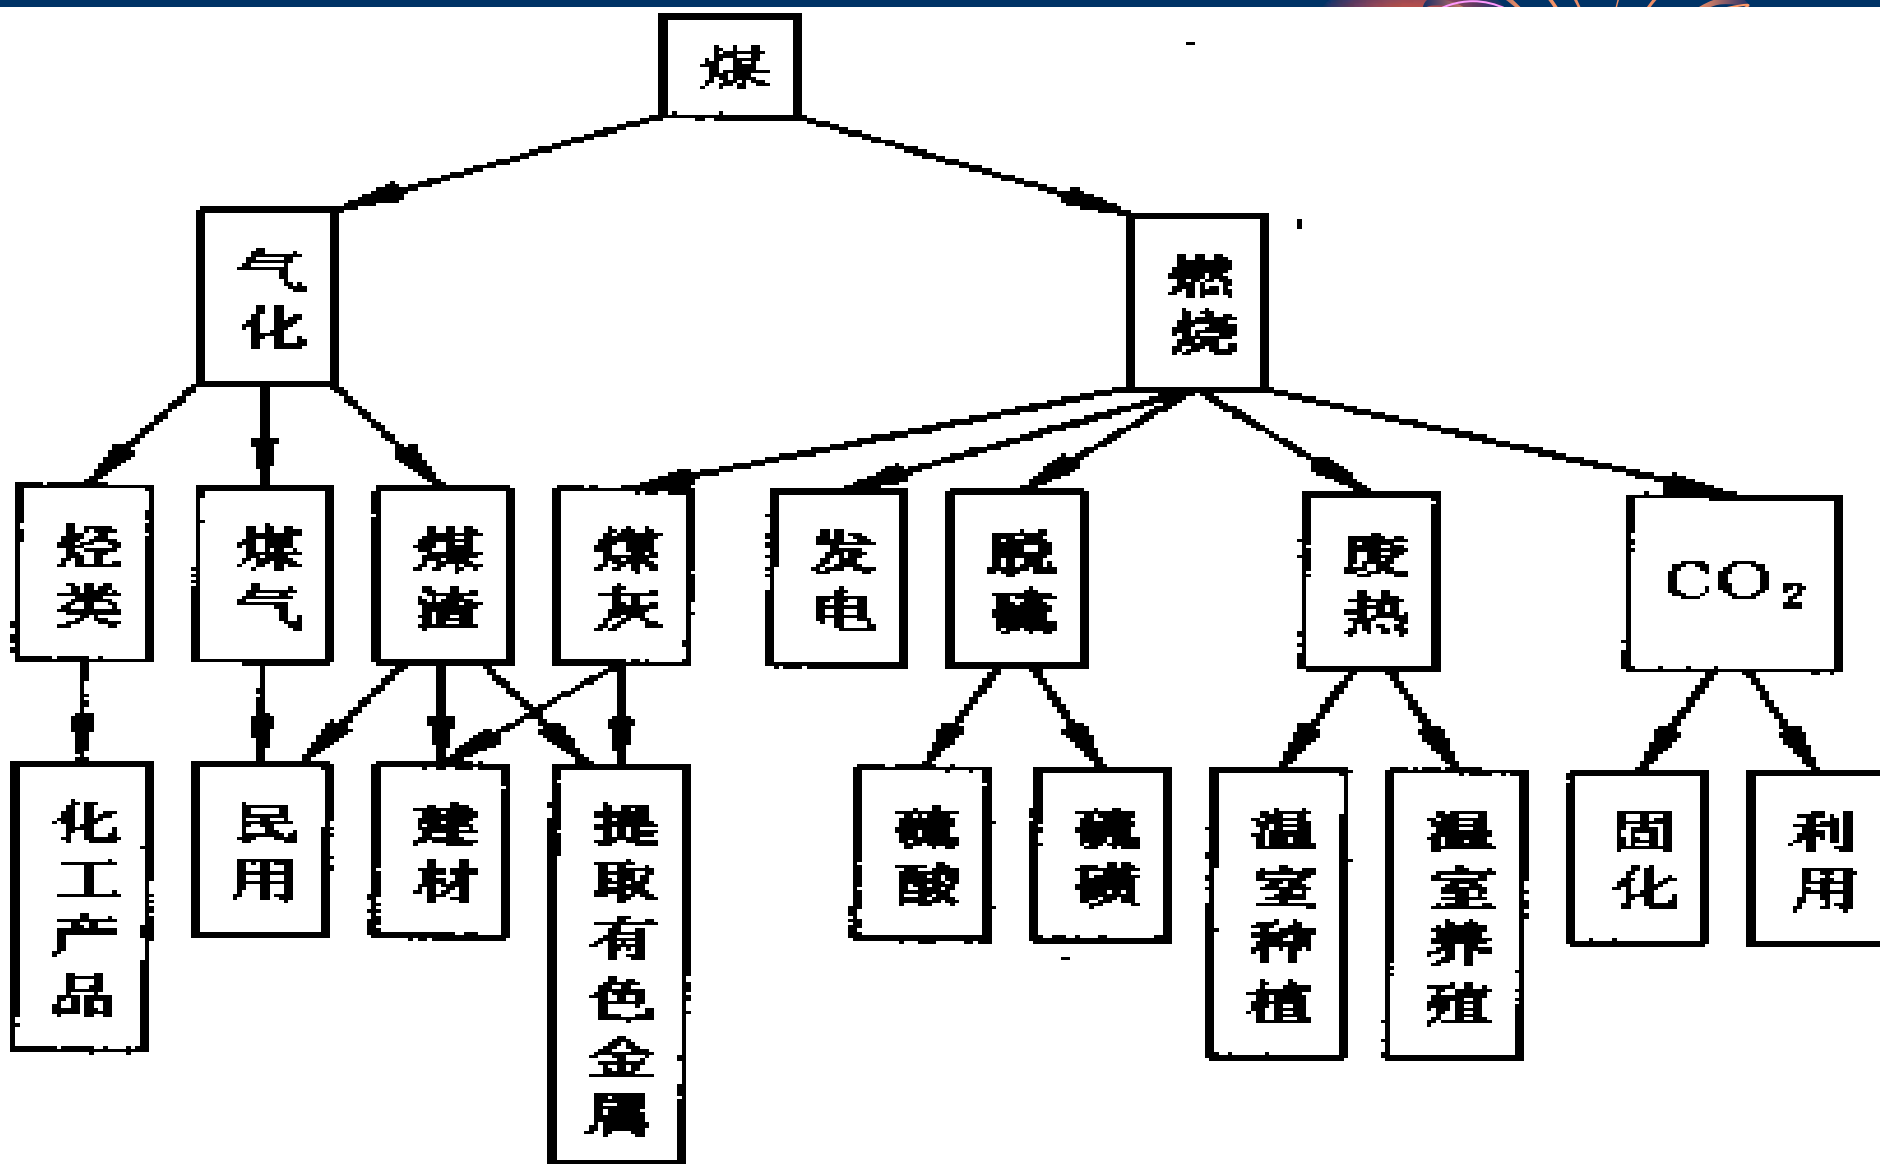 煤
气化
燃烧
烃类
煤气
煤渣
煤灰
发电
脱硫
废热
CO₂
化工产品
民用
建材
提取有色金属
硫酸
硫磺
温室种植
温室养殖
固化
利用